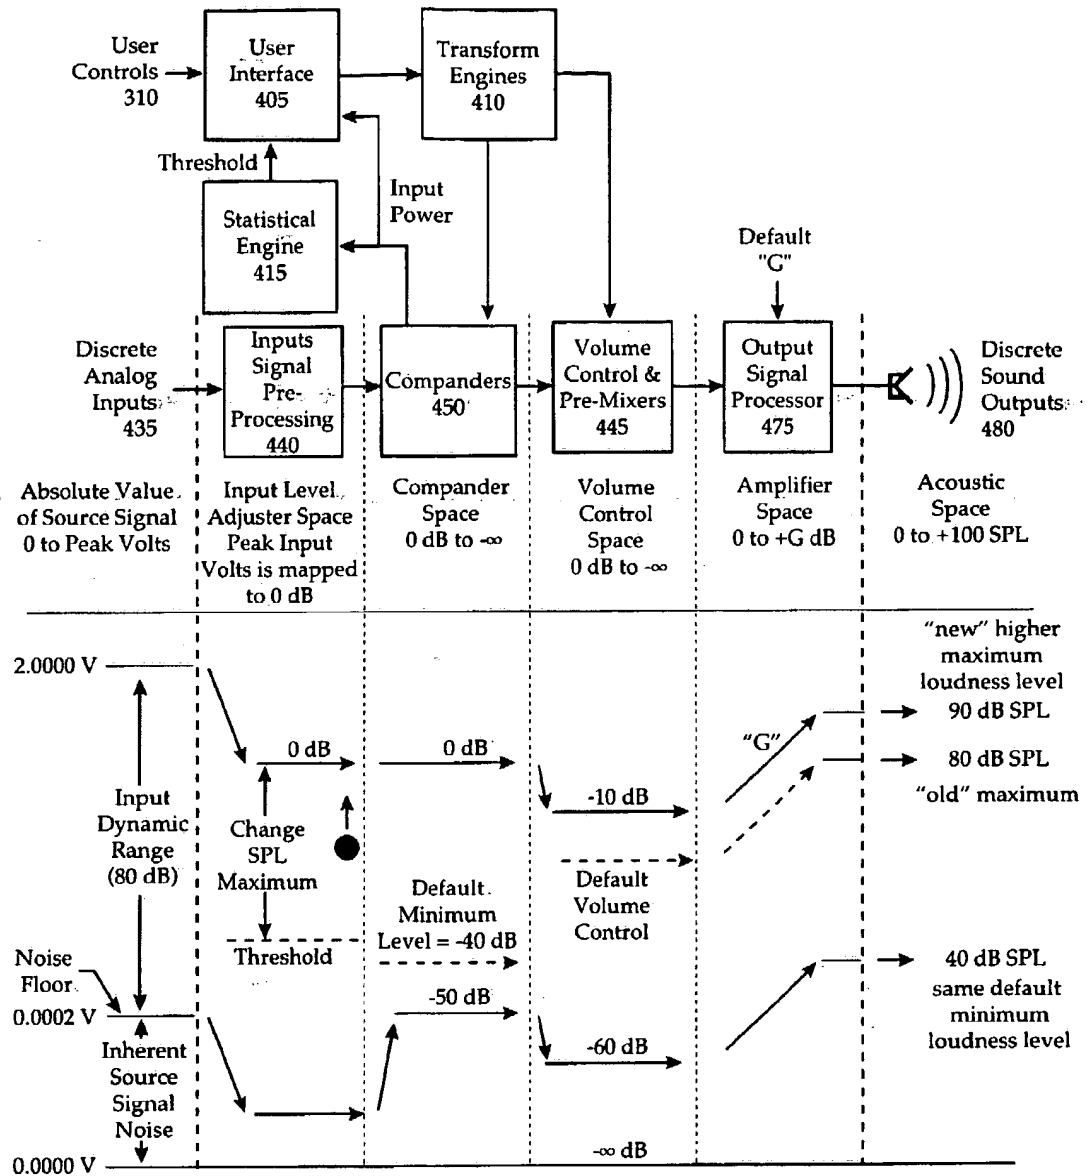 User
Controls
310
User
Interface
405
Transform
Engines
410
Threshold
Input
Power
Statistical
Engine
415
Default
"G"
Discrete
Analog
Inputs
435
Inputs
Signal
Pre-
Processing
440
Companders
450
Volume
Control &
Pre-Mixers
445
Output
Signal
Processor
475
Discrete
Sound
Outputs
480
Absolute Value
of Source Signal
0 to Peak Volts
Input Level
Adjuster Space
Peak Input
Volts is mapped
to 0 dB
Compander
Space
0 dB to -∞
Volume
Control
Space
0 dB to -∞
Amplifier
Space
0 to +G dB
Acoustic
Space
0 to +100 SPL
"new" higher
maximum
loudness level
2.0000 V
90 dB SPL
"G"
0 dB
0 dB
80 dB SPL
"old" maximum
-10 dB
Input
Dynamic
Range
(80 dB)
Change
SPL
Maximum
Default
Minimum
Level = -40 dB
Default
Volume
Control
Threshold
Noise
Floor
40 dB SPL
same default
minimum
loudness level
-50 dB
0.0002 V
-60 dB
Inherent
Source
Signal
Noise
-∞ dB
0.0000 V